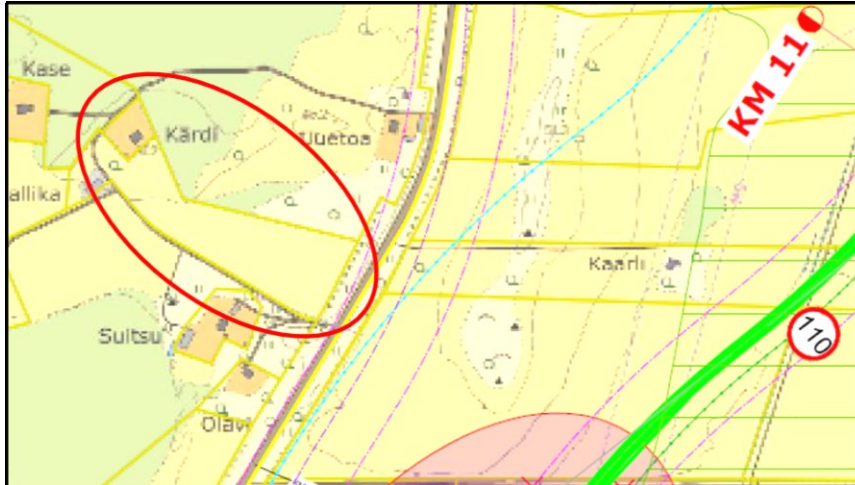 Kase
Kärdi
Uuetoa
allika
KM 11
Kaarli
110
Suitsu
Olavi